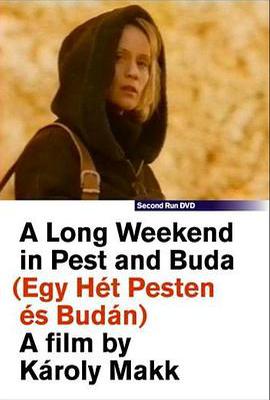 Second Run DVD
A Long Weekend
in Pest and Buda
(Egy Hét Pesten
és Budán)
A film by
Károly Makk